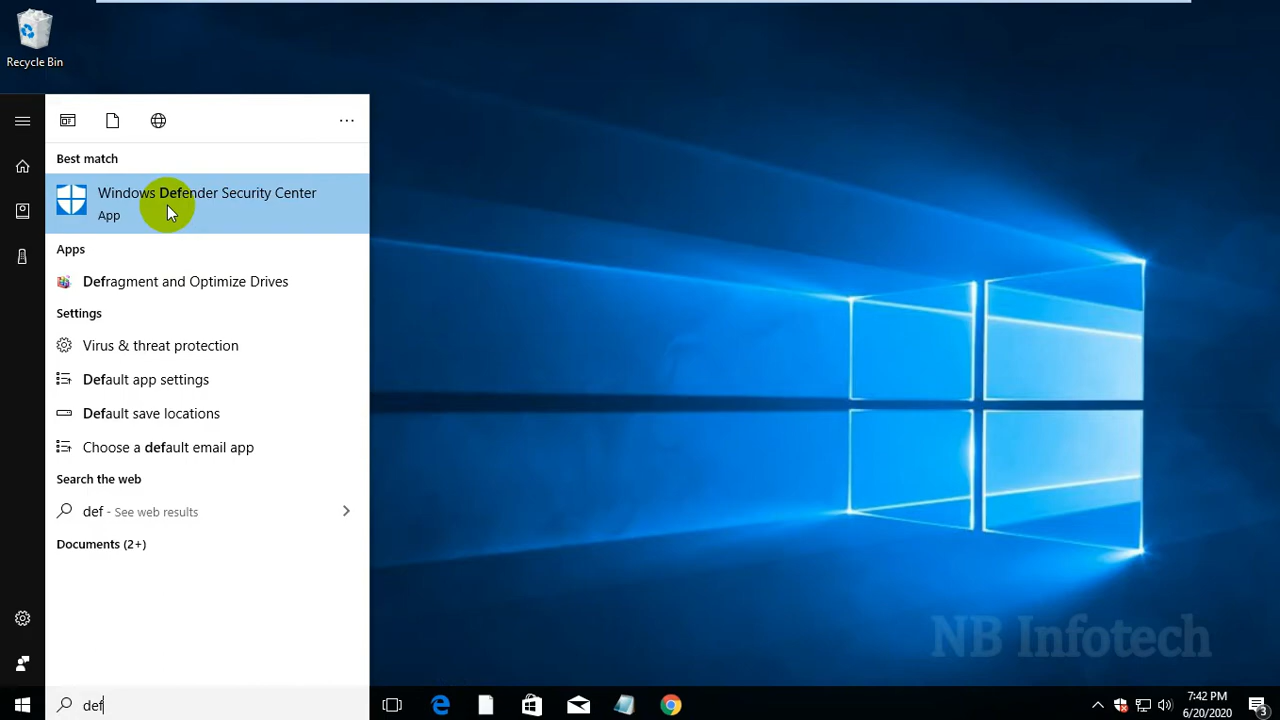 Recycle Bin
Best match
Windows Defender Security Center
App
Apps
Defragment and Optimize Drives
Settings
Virus & threat protection
Default app settings
Default save locations
Choose a default email app
Search the web
def - See web results
Documents (2+)
NB Infotech
def
7:42 PM
6/20/2020
3